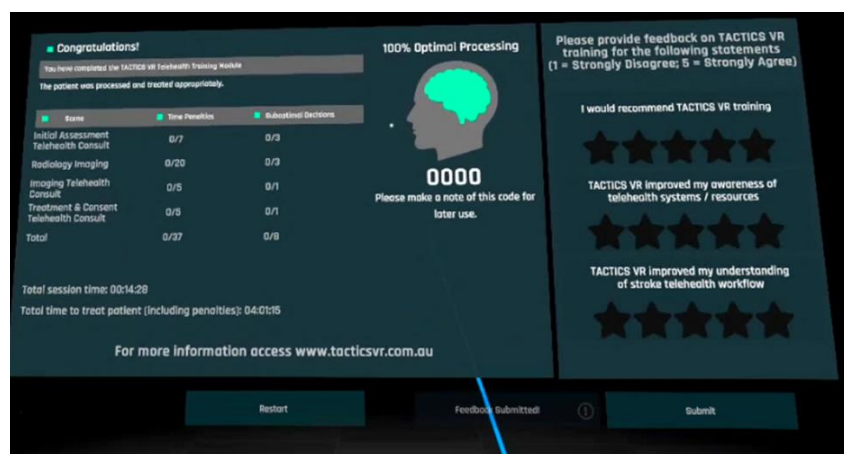 Congratulations!
You have completed the TACTICS VR Telehealth Training Module
The patient was processed and treated appropriately.
Score Time Penalties Suboptimal Decisions
Initial Assessment
Telehealth Consult 0/7 0/3
Radiology Imaging 0/20 0/3
Imaging Telehealth
Consult 0/5 0/1
Treatment & Consent
Telehealth Consult 0/5 0/1
Total 0/37 0/8
Total session time: 00:14:28
Total time to treat patient (including penalties): 04:01:15
For more information access www.tacticsvr.com.au
100% Optimal Processing
0000
Please make a note of this code for
later use.
Please provide feedback on TACTICS VR
training for the following statements
(1 = Strongly Disagree; 5 = Strongly Agree)
I would recommend TACTICS VR training
TACTICS VR improved my awareness of
telehealth systems / resources
TACTICS VR improved my understanding
of stroke telehealth workflow
Restart
Feedback Submitted!
Submit